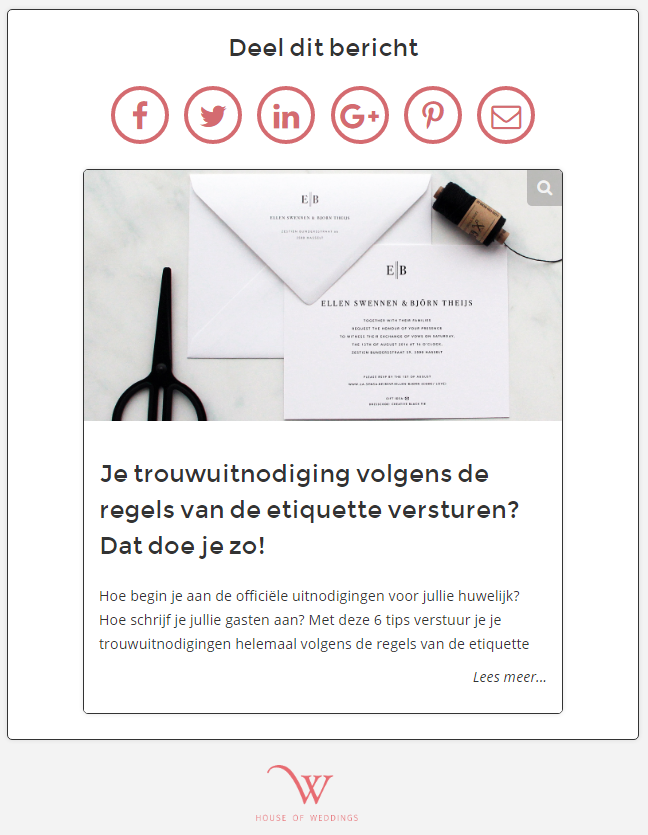 Deel dit bericht
E|B
ELLEN SWENNEN & BJÖRN THEIJS
E|B
ELLEN SWENNEN & BJÖRN THEIJS
TOGETHER WITH THEIR FAMILIES
REQUEST THE HONOUR OF YOUR PRESENCE
TO WITNESS THEIR EXCHANGE OF VOWS ON SATURDAY,
Je trouwuitnodiging volgens de
regels van de etiquette versturen?
Dat doe je zo!
Hoe begin je aan de officiële uitnodigingen voor jullie huwelijk?
Hoe schrijf je jullie gasten aan? Met deze 6 tips verstuur je je
trouwuitnodigingen helemaal volgens de regels van de etiquette
Lees meer...
W
HOUSE OF WEDDINGS